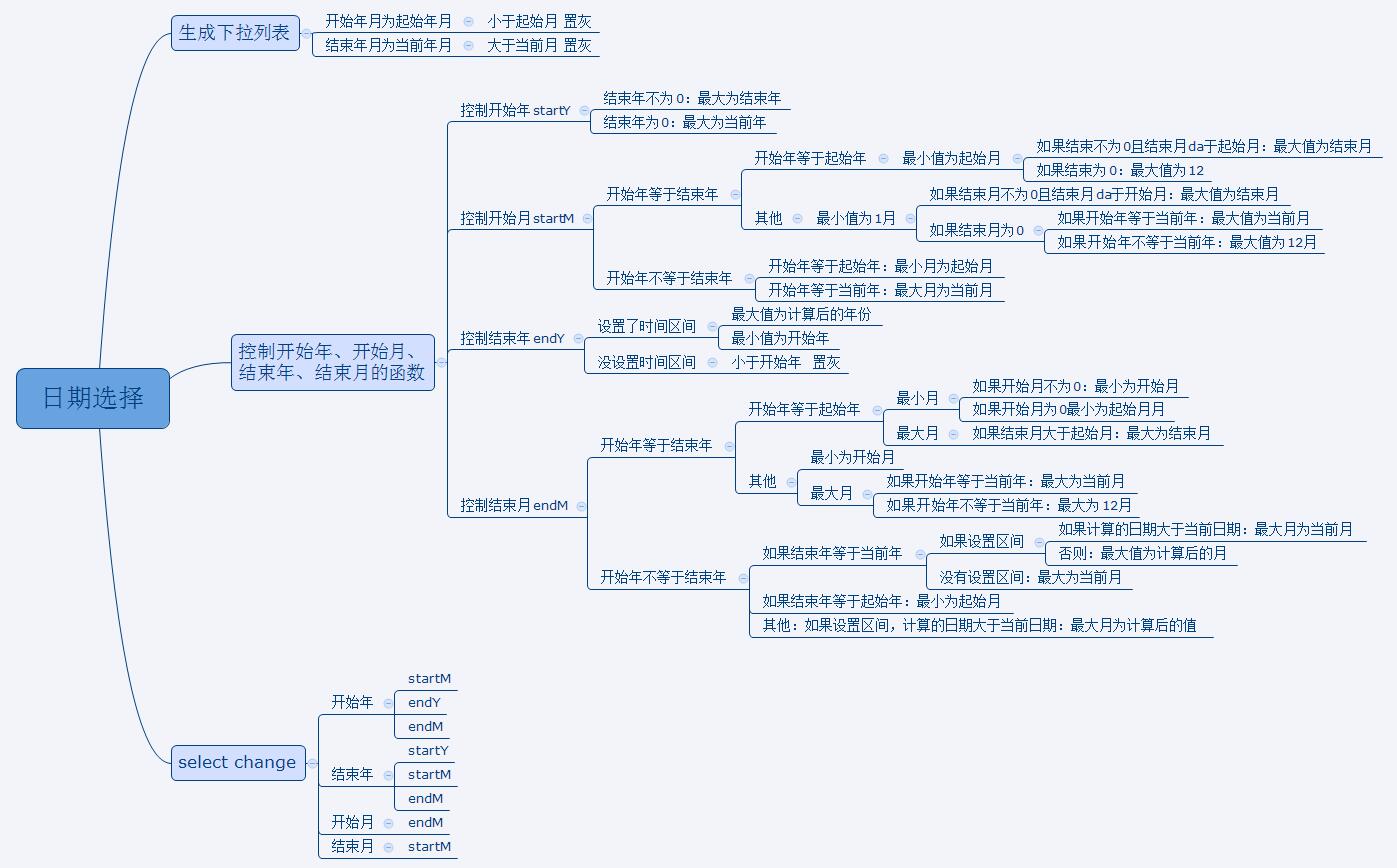 日期选择
生成下拉列表
开始年月为起始年月
小于起始月 置灰
结束年月为当前年月
大于当前月 置灰
控制开始年、开始月、
结束年、结束月的函数
控制开始年 startY
结束年不为 0：最大为结束年
结束年为 0：最大为当前年
控制开始月 startM
开始年等于结束年
开始年等于起始年
最小值为起始月
如果结束不为 0且结束月da于起始月：最大值为结束月
如果结束为 0：最大值为 12
其他
最小值为 1月
如果结束月不为 0且结束月da于开始月：最大值为结束月
如果结束月为 0
如果开始年等于当前年：最大值为当前月
如果开始年不等于当前年：最大值为 12月
开始年不等于结束年
开始年等于起始年：最小月为起始月
开始年等于当前年：最大月为当前月
控制结束年 endY
设置了时间区间
最大值为计算后的年份
最小值为开始年
没设置时间区间
小于开始年 置灰
控制结束月 endM
开始年等于结束年
开始年等于起始年
最小月
如果开始月不为 0：最小为开始月
如果开始月为 0最小为起始月月
最大月
如果结束月大于起始月：最大为结束月
其他
最小为开始月
最大月
如果开始年等于当前年：最大为当前月
如果开始年不等于当前年：最大为 12月
开始年不等于结束年
如果结束年等于当前年
如果设置区间
如果计算的日期大于当前日期：最大月为当前月
否则：最大值为计算后的月
没有设置区间：最大为当前月
如果结束年等于起始年：最小为起始月
其他：如果设置区间，计算的日期大于当前日期：最大月为计算后的值
select change
开始年
startM
endY
endM
结束年
startY
startM
endM
开始月
endM
结束月
startM